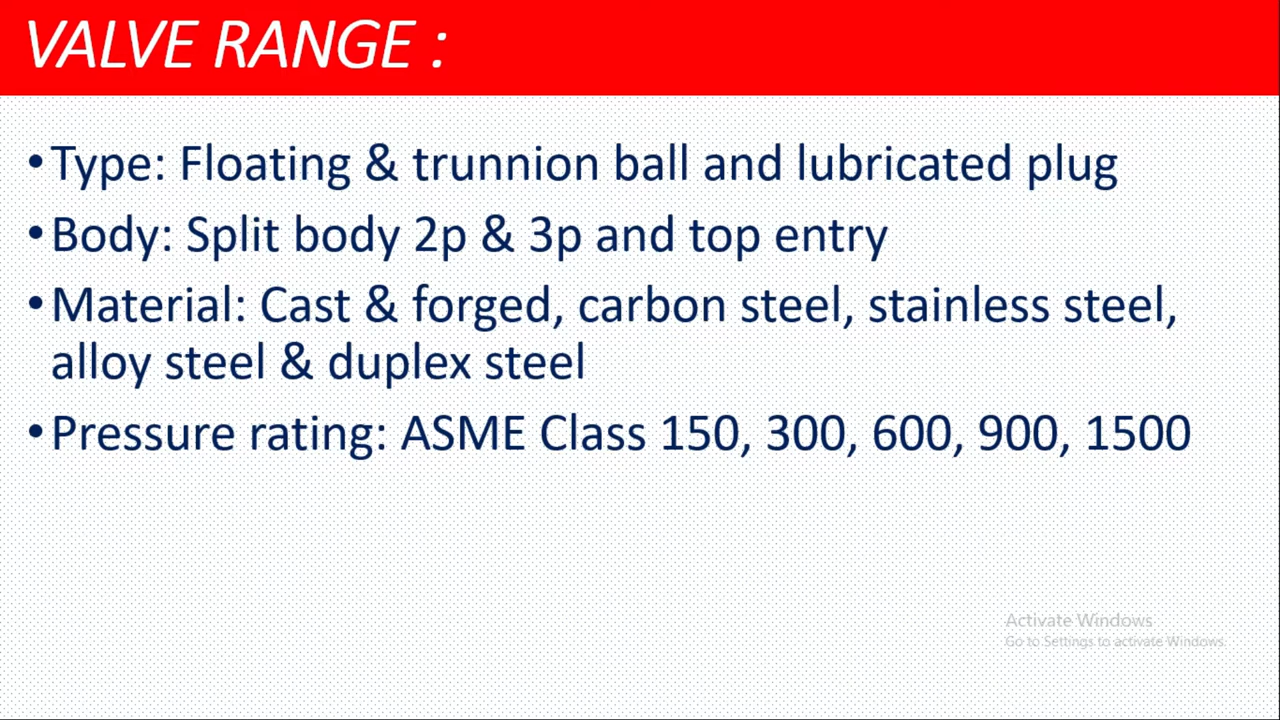 VALVE RANGE :
•Type: Floating & trunnion ball and lubricated plug
•Body: Split body 2p & 3p and top entry
•Material: Cast & forged, carbon steel, stainless steel,
alloy steel & duplex steel
•Pressure rating: ASME Class 150, 300, 600, 900, 1500
Activate Windows
Go to Settings to activate Windows.